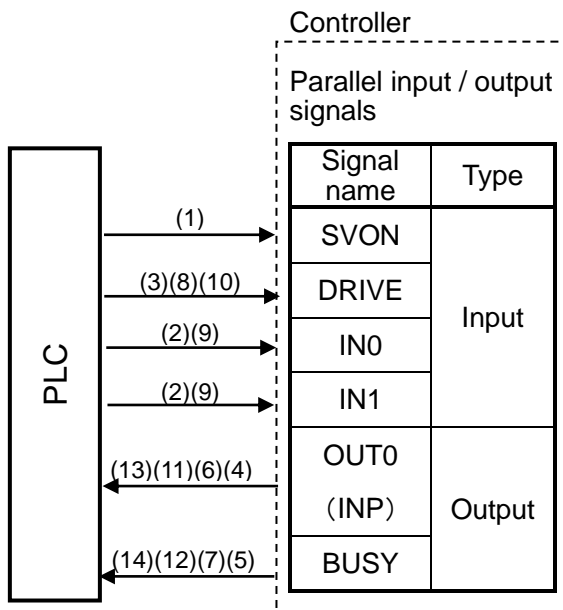 Controller
Parallel input / output
signals
Signal
name
Type
PLC
(1)
SVON
(3)(8)(10)
DRIVE
Input
(2)(9)
IN0
(2)(9)
IN1
(13)(11)(6)(4)
OUT0
（INP）
Output
(14)(12)(7)(5)
BUSY